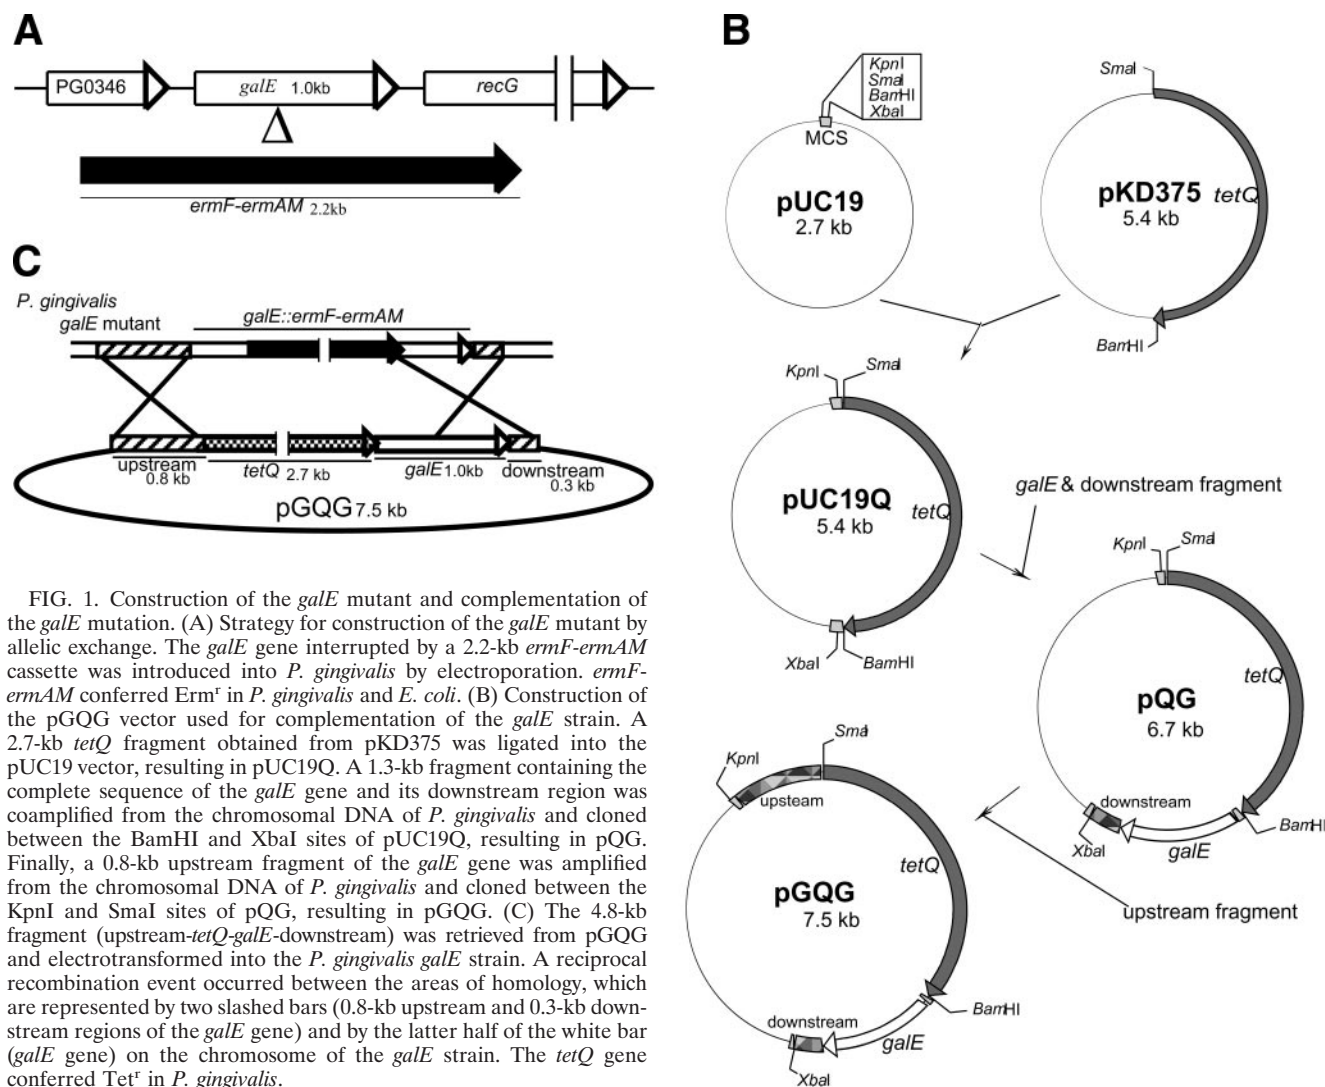 A
PG0346
galE 1.0kb
recG
ermF-ermAM 2.2kb
C
P. gingivalis
galE mutant
galE::ermF-ermAM
upstream
0.8 kb
tetQ 2.7 kb
galE 1.0kb
downstream
0.3 kb
pGQG 7.5 kb
FIG. 1. Construction of the galE mutant and complementation of
the galE mutation. (A) Strategy for construction of the galE mutant by
allelic exchange. The galE gene interrupted by a 2.2-kb ermF-ermAM
cassette was introduced into P. gingivalis by electroporation. ermF-
ermAM conferred Ermr in P. gingivalis and E. coli. (B) Construction of
the pGQG vector used for complementation of the galE strain. A
2.7-kb tetQ fragment obtained from pKD375 was ligated into the
pUC19 vector, resulting in pUC19Q. A 1.3-kb fragment containing the
complete sequence of the galE gene and its downstream region was
coamplified from the chromosomal DNA of P. gingivalis and cloned
between the BamHI and XbaI sites of pUC19Q, resulting in pQG.
Finally, a 0.8-kb upstream fragment of the galE gene was amplified
from the chromosomal DNA of P. gingivalis and cloned between the
KpnI and SmaI sites of pQG, resulting in pGQG. (C) The 4.8-kb
fragment (upstream-tetQ-galE-downstream) was retrieved from pGQG
and electrotransformed into the P. gingivalis galE strain. A reciprocal
recombination event occurred between the areas of homology, which
are represented by two slashed bars (0.8-kb upstream and 0.3-kb down-
stream regions of the galE gene) and by the latter half of the white bar
(galE gene) on the chromosome of the galE strain. The tetQ gene
conferred Tetr in P. gingivalis.
B
KpnI
SmaI
BamHI
XbaI
MCS
pUC19
2.7 kb
SmaI
pKD375
5.4 kb
tetQ
BamHI
KpnI
SmaI
pUC19Q
5.4 kb
tetQ
XbaI
BamHI
galE & downstream fragment
KpnI
SmaI
tetQ
pQG
6.7 kb
downstream
XbaI
galE
BamHI
upstream fragment
KpnI
SmaI
upsteam
tetQ
pGQG
7.5 kb
downstream
BamHI
galE
XbaI